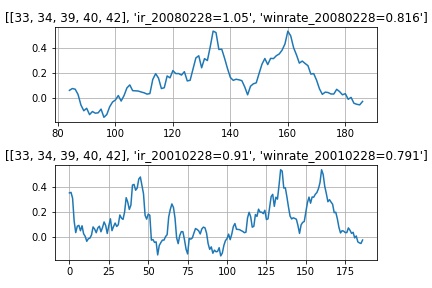 [[33, 34, 39, 40, 42], 'ir_20080228=1.05', 'winrate_20080228=0.816']
0.4
0.2
0.0
80 100 120 140 160 180
[[33, 34, 39, 40, 42], 'ir_20010228=0.91', 'winrate_20010228=0.791']
0.4
0.2
0.0
0 25 50 75 100 125 150 175